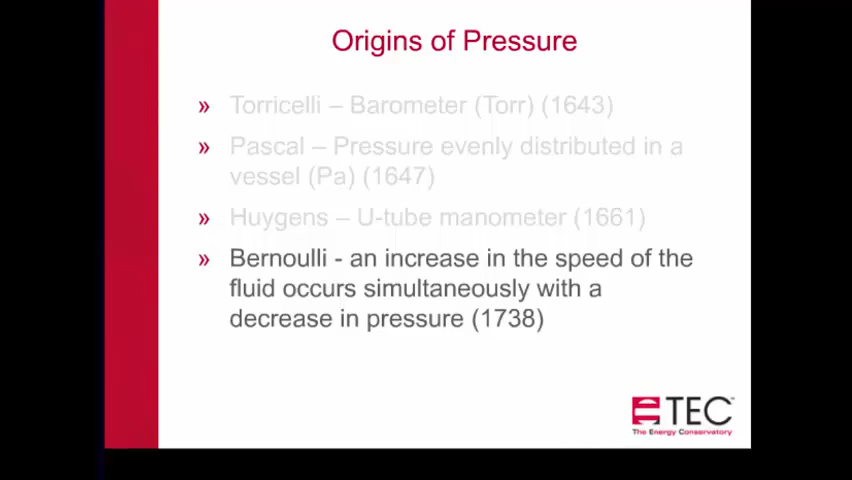 Origins of Pressure
» Torricelli – Barometer (Torr) (1643)
» Pascal – Pressure evenly distributed in a
vessel (Pa) (1647)
» Huygens – U-tube manometer (1661)
» Bernoulli - an increase in the speed of the
fluid occurs simultaneously with a
decrease in pressure (1738)
TEC™
The Energy Conservatory